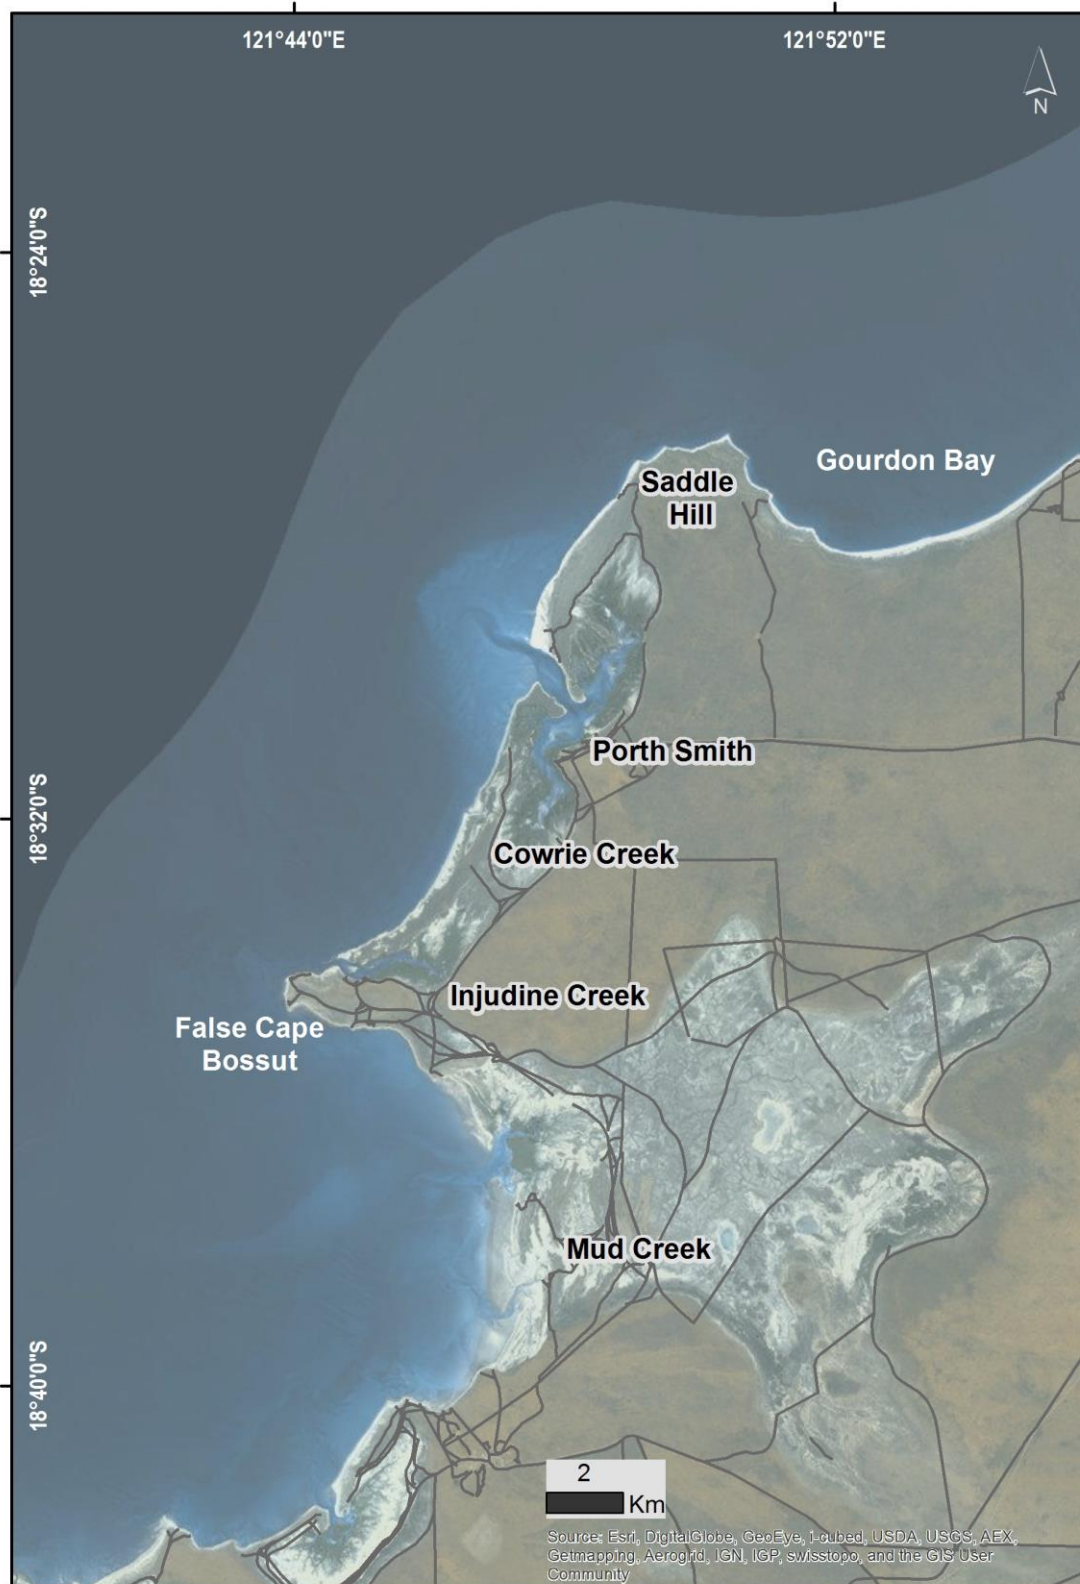 121°44'0"E
121°52'0"E
N
18°24'0"S
Gourdon Bay
Saddle
Hill
Porth Smith
18°32'0"S
Cowrie Creek
Injudine Creek
False Cape
Bossut
Mud Creek
18°40'0"S
2
Km
Source: Esri, DigitalGlobe, GeoEye, i-cubed, USDA, USGS, AEX,
Getmapping, Aerogrid, IGN, IGP, swisstopo, and the GIS User
Community